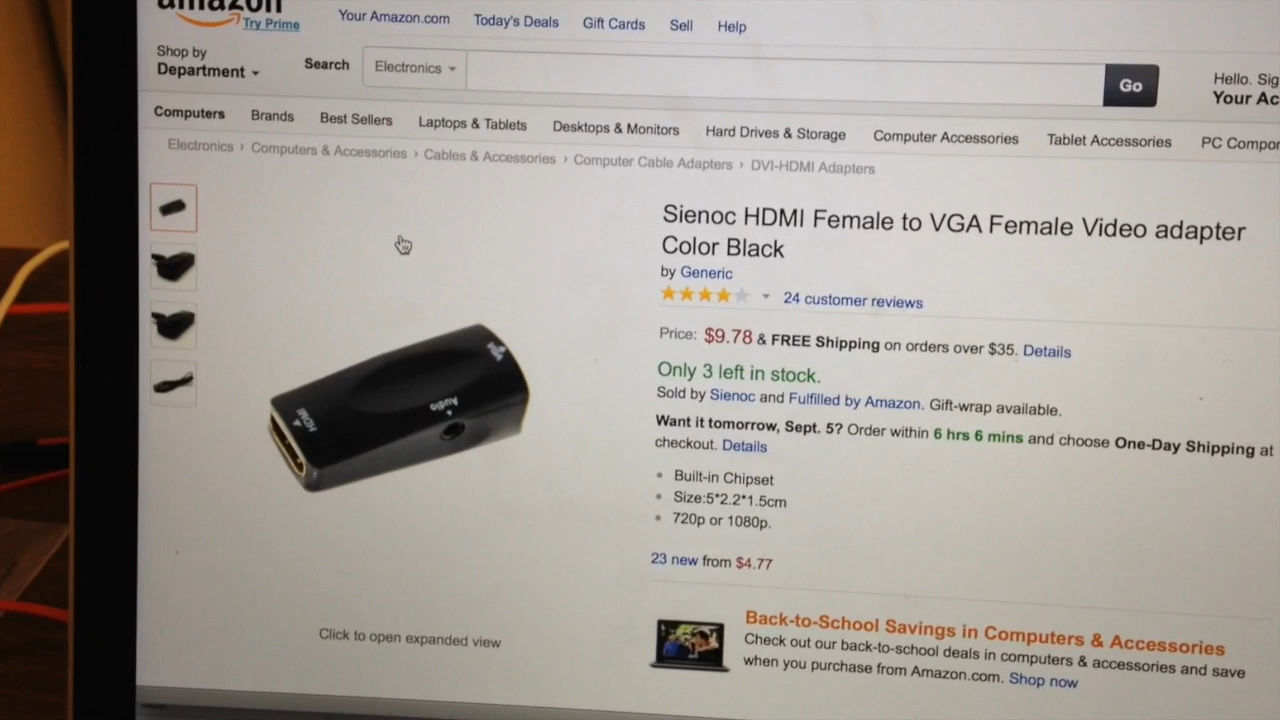 amazon
Try Prime
Your Amazon.com Today's Deals Gift Cards Sell Help
Shop by
Department
Search Electronics Go
Hello. Sig
Your Ac
Computers Brands Best Sellers Laptops & Tablets Desktops & Monitors Hard Drives & Storage Computer Accessories Tablet Accessories PC Compor
Electronics › Computers & Accessories › Cables & Accessories › Computer Cable Adapters › DVI-HDMI Adapters
Sienoc HDMI Female to VGA Female Video adapter
Color Black
by Generic
24 customer reviews
Price: $9.78 & FREE Shipping on orders over $35. Details
Only 3 left in stock.
Sold by Sienoc and Fulfilled by Amazon. Gift-wrap available.
Want it tomorrow, Sept. 5? Order within 6 hrs 6 mins and choose One-Day Shipping at
checkout. Details
• Built-in Chipset
• Size:5*2.2*1.5cm
• 720p or 1080p.
23 new from $4.77
VGA
Audio
HDMI
Click to open expanded view
Back-to-School Savings in Computers & Accessories
Check out our back-to-school deals in computers & accessories and save
when you purchase from Amazon.com. Shop now